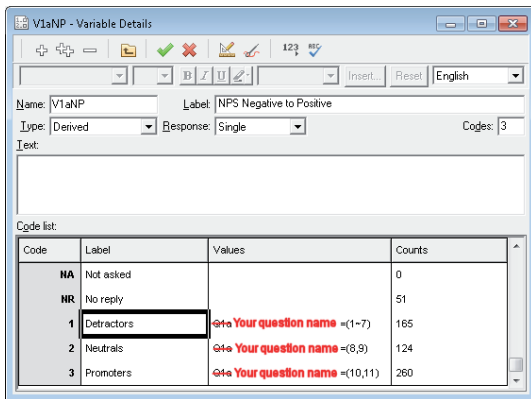 V1aNP - Variable Details
123 ABC
B I U Insert... Reset English
Name: V1aNP Label: NPS Negative to Positive
Type: Derived Response: Single Codes: 3
Text:
Code list:
Code Label Values Counts
NA Not asked 0
NR No reply 51
1 Detractors Q1a Your question name =(1~7) 165
2 Neutrals Q1a Your question name =(8,9) 124
3 Promoters Q1a Your question name =(10,11) 260